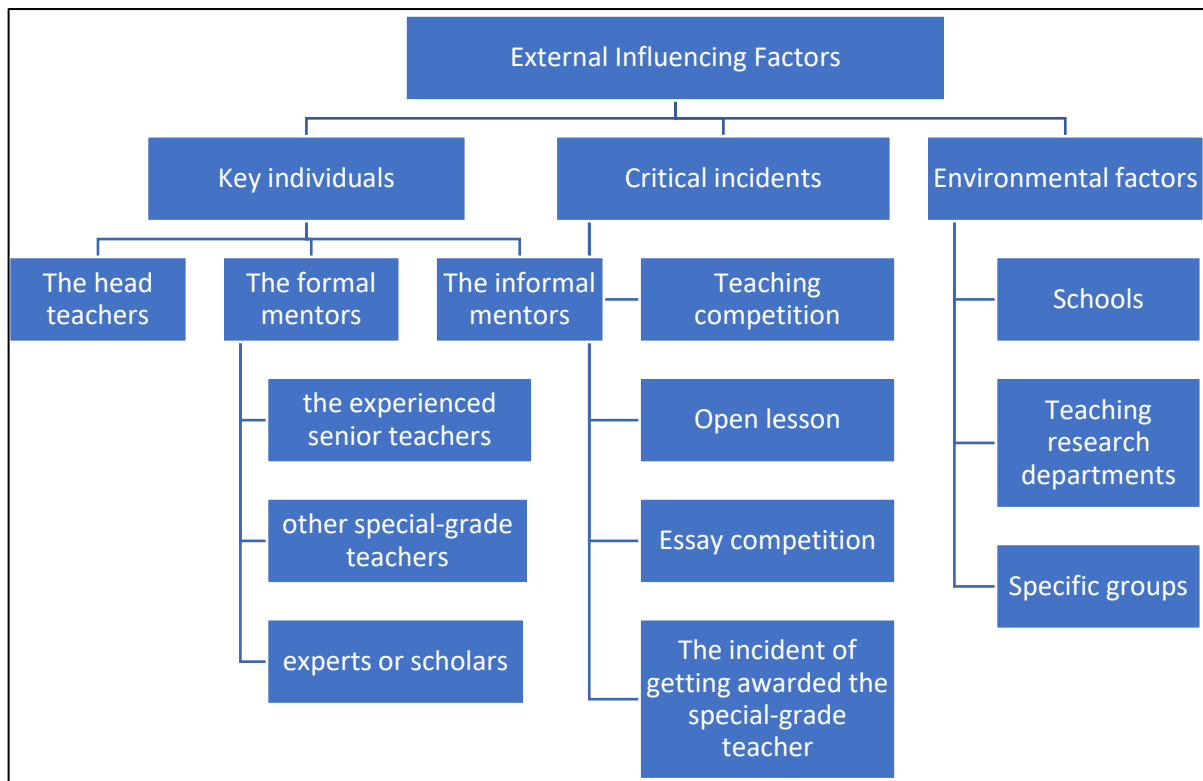 External Influencing Factors
Key individuals
Critical incidents
Environmental factors
The head
teachers
The formal
mentors
The informal
mentors
Teaching
competition
Schools
the experienced
senior teachers
Open lesson
Teaching
research
departments
other special-grade
teachers
Essay competition
Specific groups
experts or scholars
The incident of
getting awarded the
special-grade
teacher